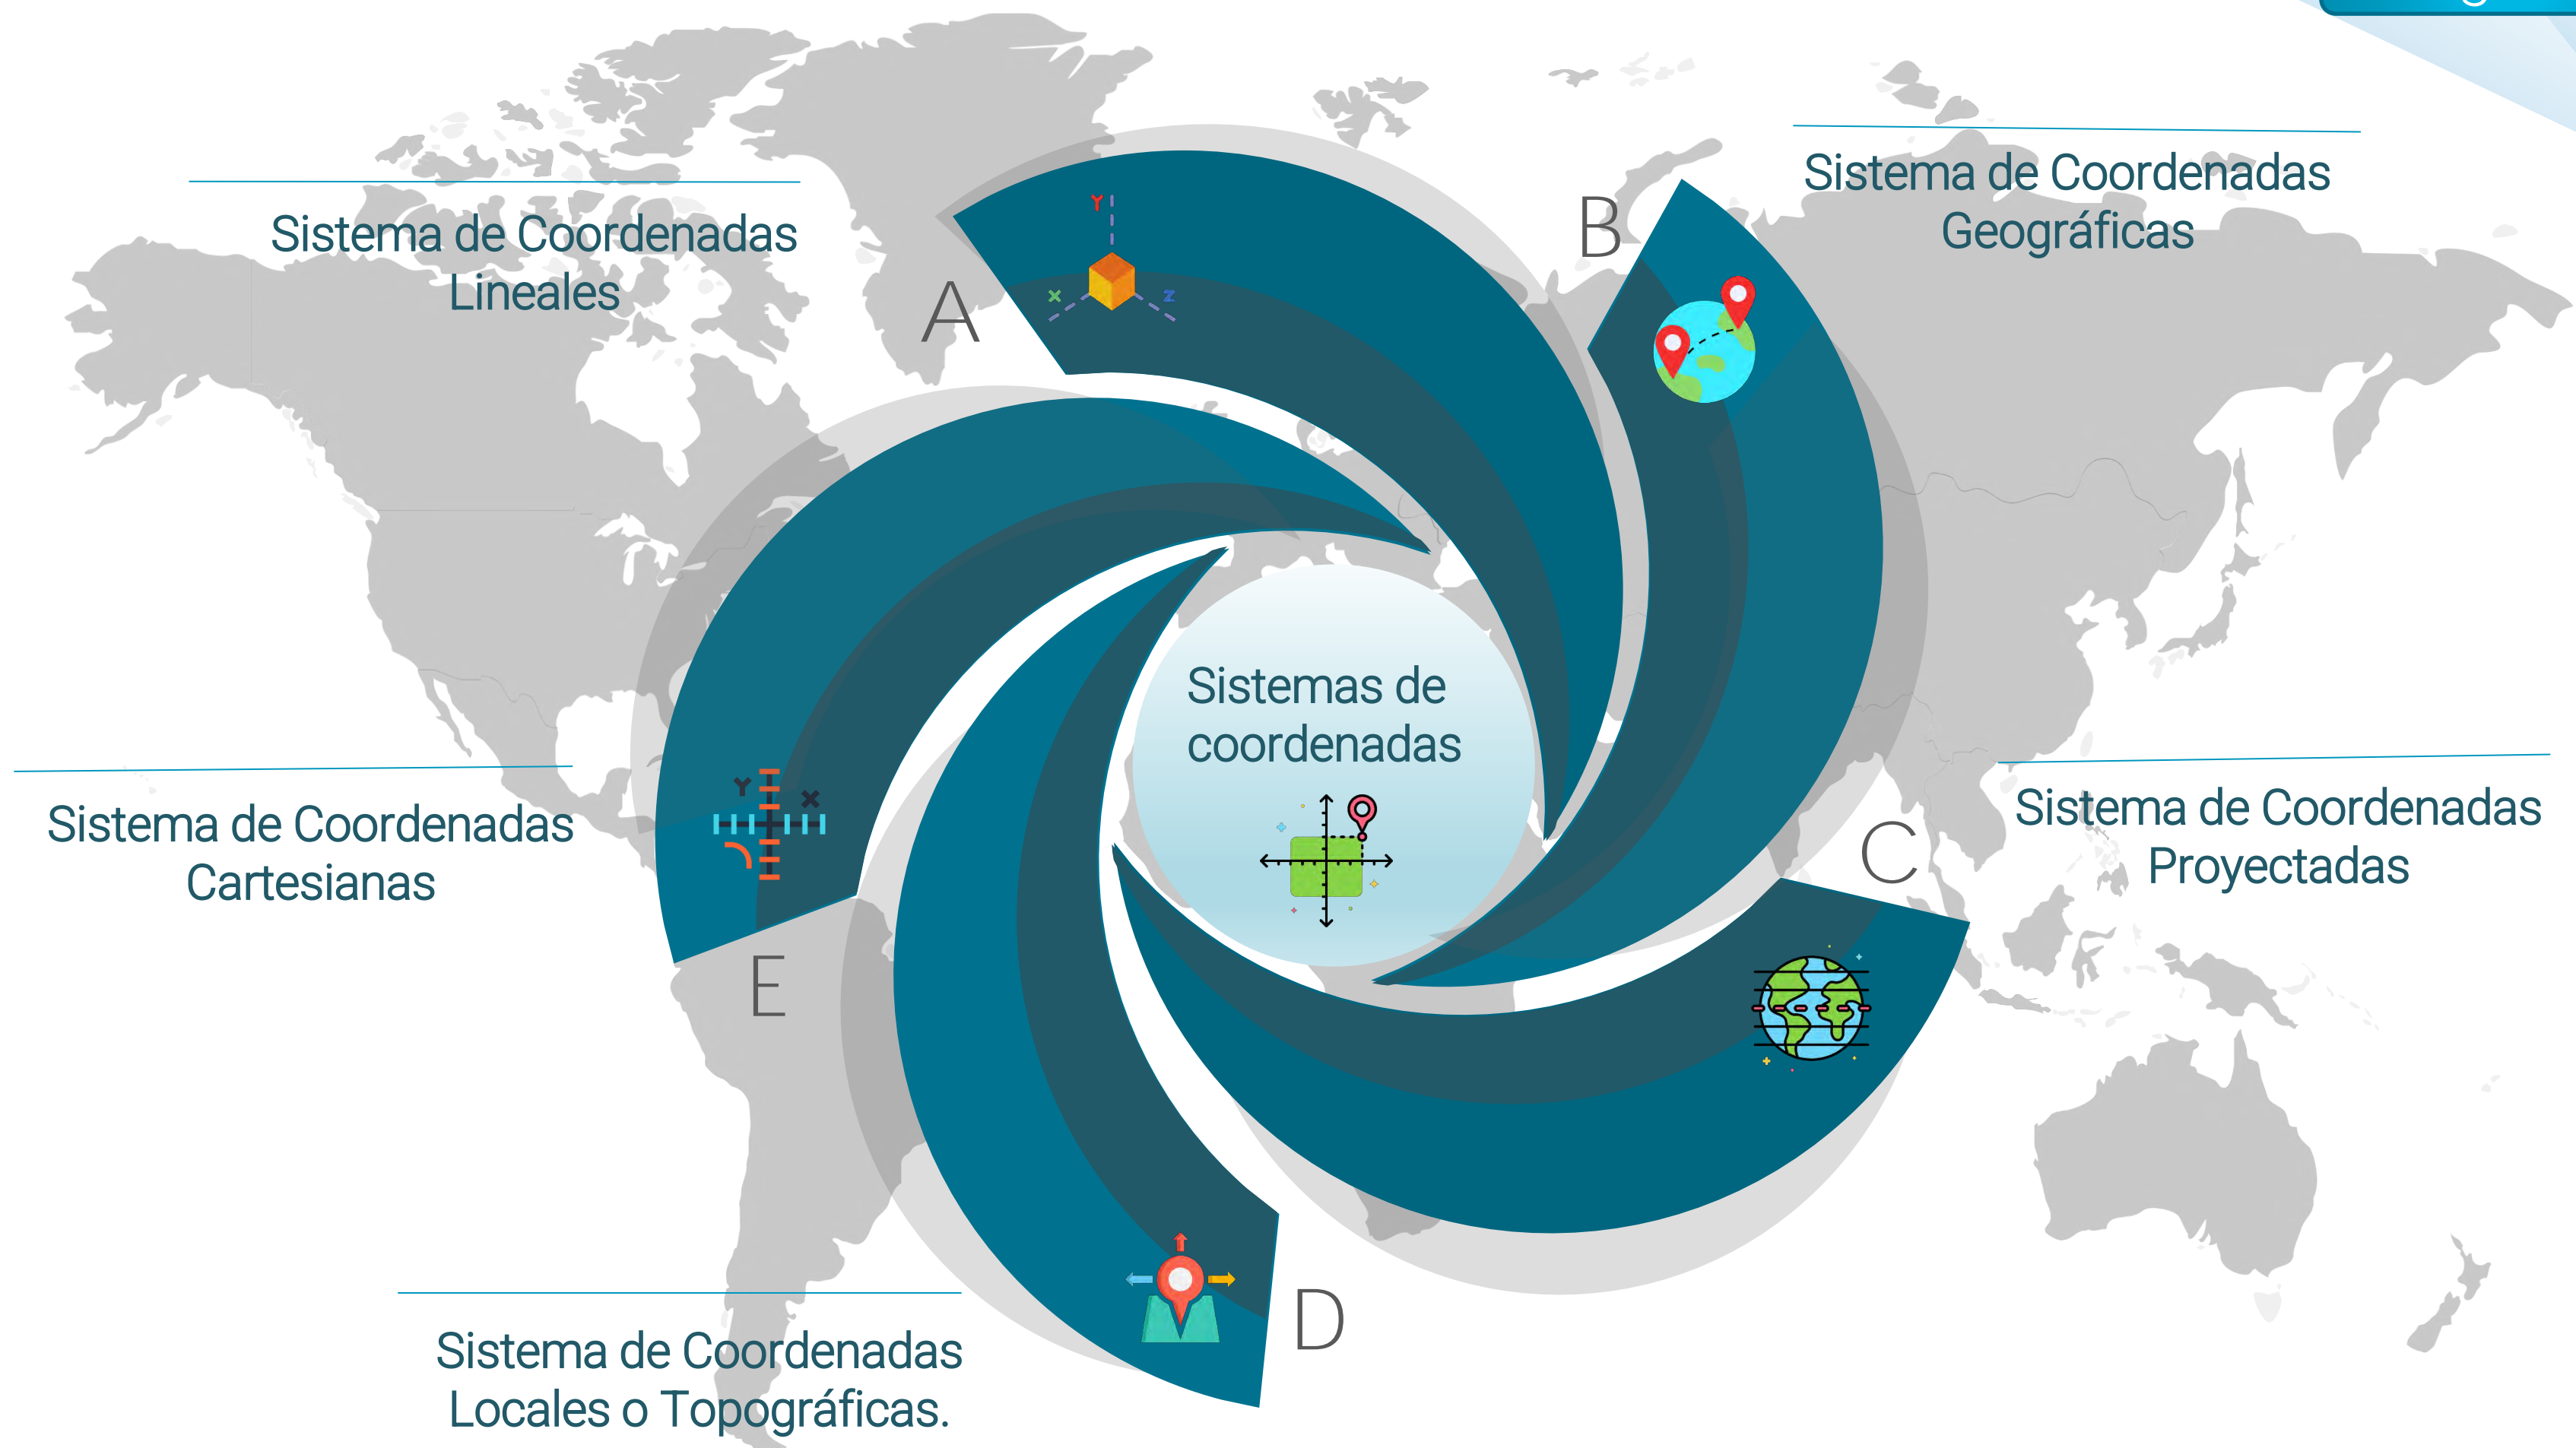 Sistema de Coordenadas
Lineales
A
Y
X
Z
B
Sistema de Coordenadas
Geográficas
Sistemas de
coordenadas
Sistema de Coordenadas
Cartesianas
Y
X
E
C
Sistema de Coordenadas
Proyectadas
D
Sistema de Coordenadas
Locales o Topográficas.